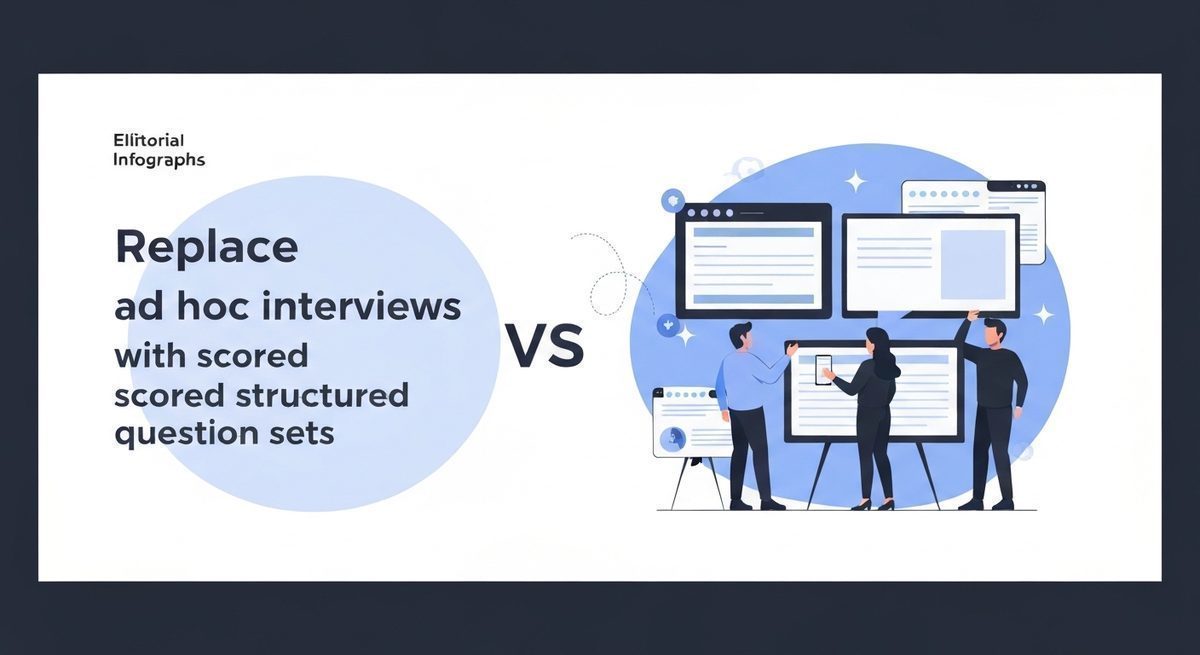 Ellitorial
Infographs
Replace
ad hoc interviews
with scored
scored structured
question sets
VS